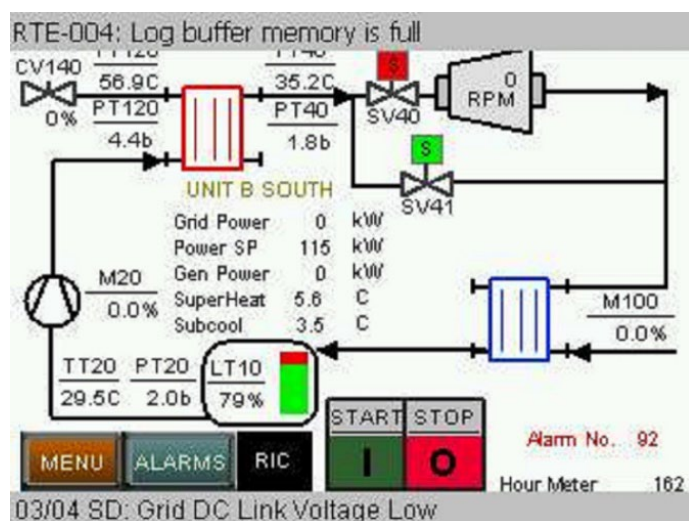 RTE-004: Log buffer memory is full
CV140
0%
56.9C
PT120
4.4b
35.2C
PT40
1.8b
S
SV40
0
RPM
S
SV41
UNIT B SOUTH
Grid Power 0 kW
Power SP 115 kW
Gen Power 0 kW
SuperHeat 5.6 C
Subcool 3.5 C
M20
0.0%
M100
0.0%
TT20 PT20 LT10
29.5C 2.0b 79%
START STOP
I O
MENU ALARMS RIC
Alarm No. 92
Hour Meter 162
03/04 SD: Grid DC Link Voltage Low